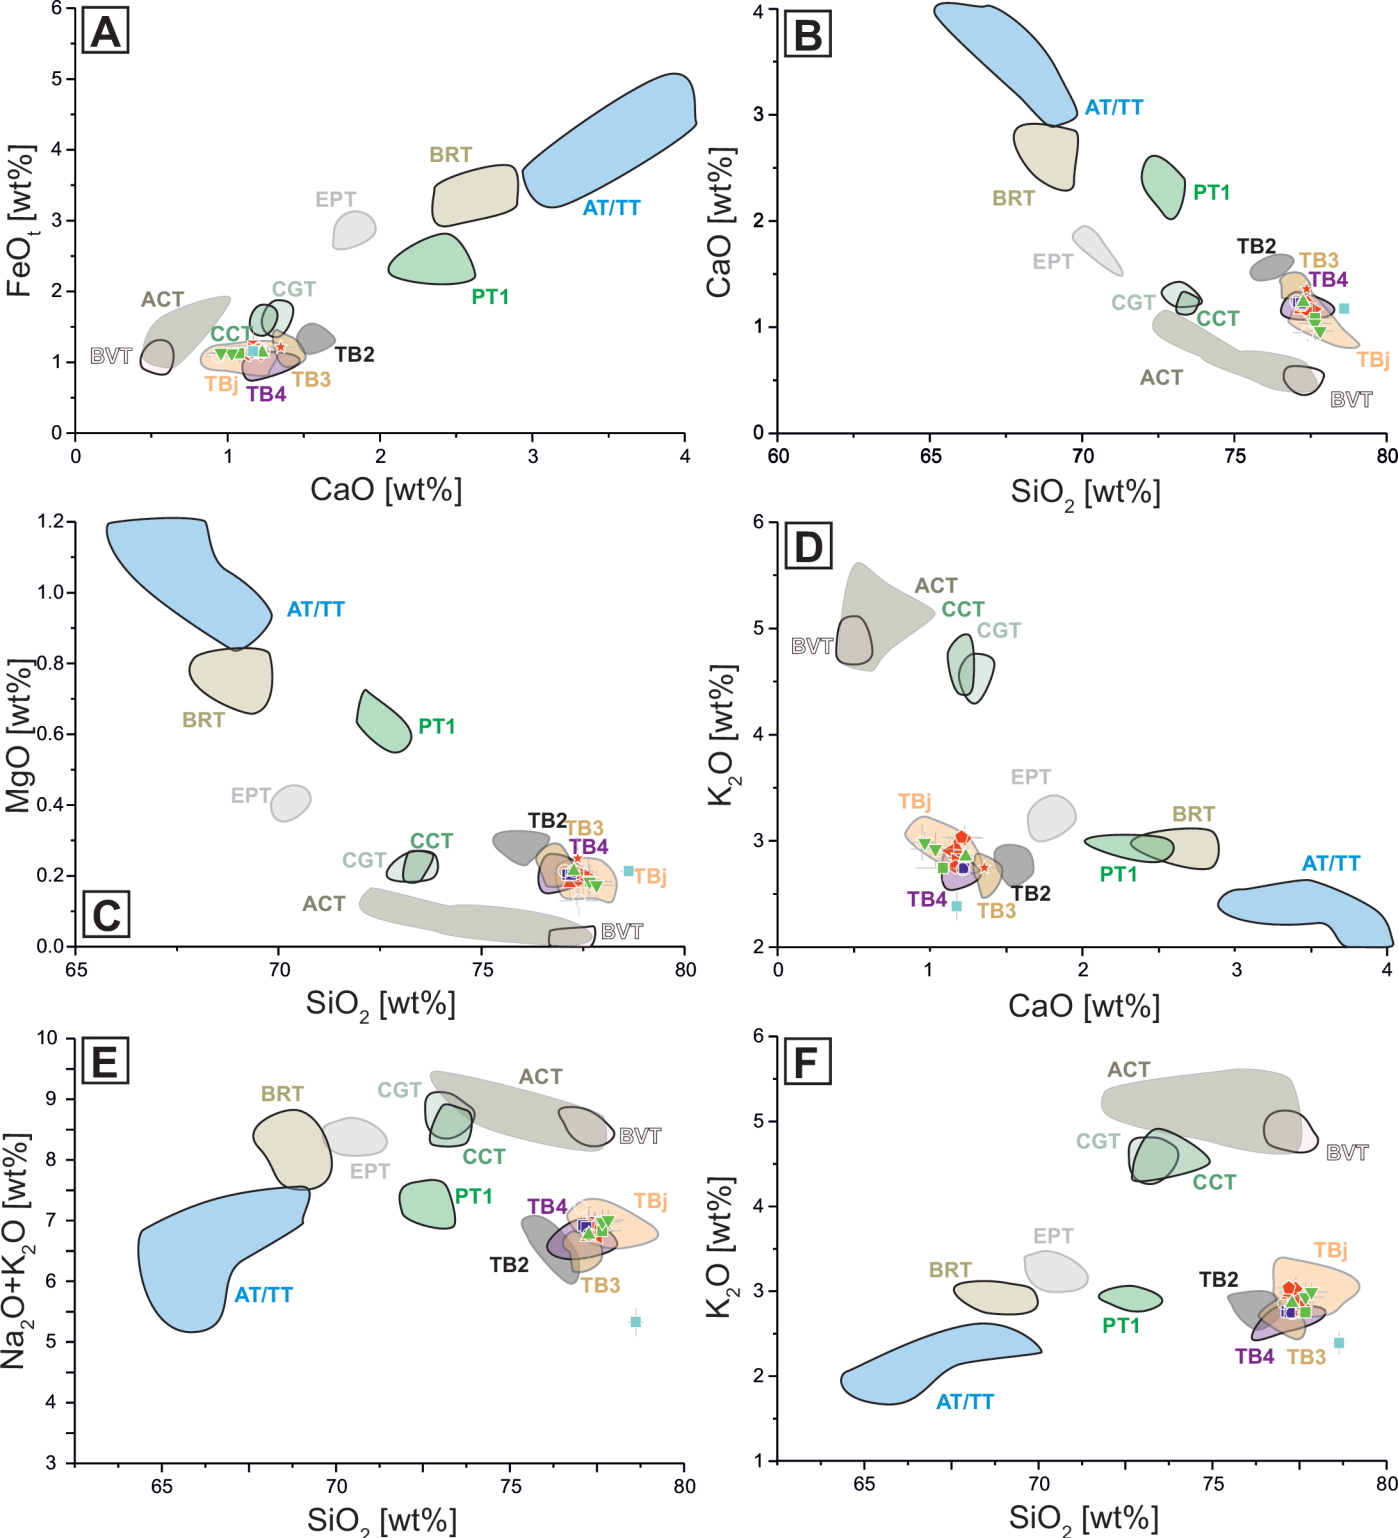 A
6
5
4
3
2
1
0
FeOt [wt%]
BRT
EPT
AT/TT
PT1
ACT
CGT
CCT
BVT
TB2
TBj
TB3
TB4
0 1 2 3 4
CaO [wt%]
B
4
3
2
1
0
CaO [wt%]
AT/TT
BRT
PT1
EPT
TB2
TB3
TB4
CGT
CCT
TBj
ACT
BVT
60 65 70 75 80
SiO2 [wt%]
C
1.2
1.0
0.8
0.6
0.4
0.2
0.0
MgO [wt%]
AT/TT
BRT
PT1
EPT
TB2
TB3
CCT
TB4
CGT
TBj
ACT
BVT
65 70 75 80
SiO2 [wt%]
D
6
5
4
3
2
K2O [wt%]
ACT
CCT
CGT
BVT
EPT
TBj
BRT
AT/TT
PT1
TB4
TB2
TB3
0 1 2 3 4
CaO [wt%]
E
10
9
8
7
6
5
4
3
Na2O+K2O [wt%]
ACT
CGT
BRT
BVT
CCT
EPT
PT1
TB4
TBj
TB2
TB3
AT/TT
65 70 75 80
SiO2 [wt%]
F
6
5
4
3
2
1
K2O [wt%]
ACT
CGT
BVT
CCT
EPT
TBj
BRT
TB2
PT1
TB4
TB3
AT/TT
65 70 75 80
SiO2 [wt%]